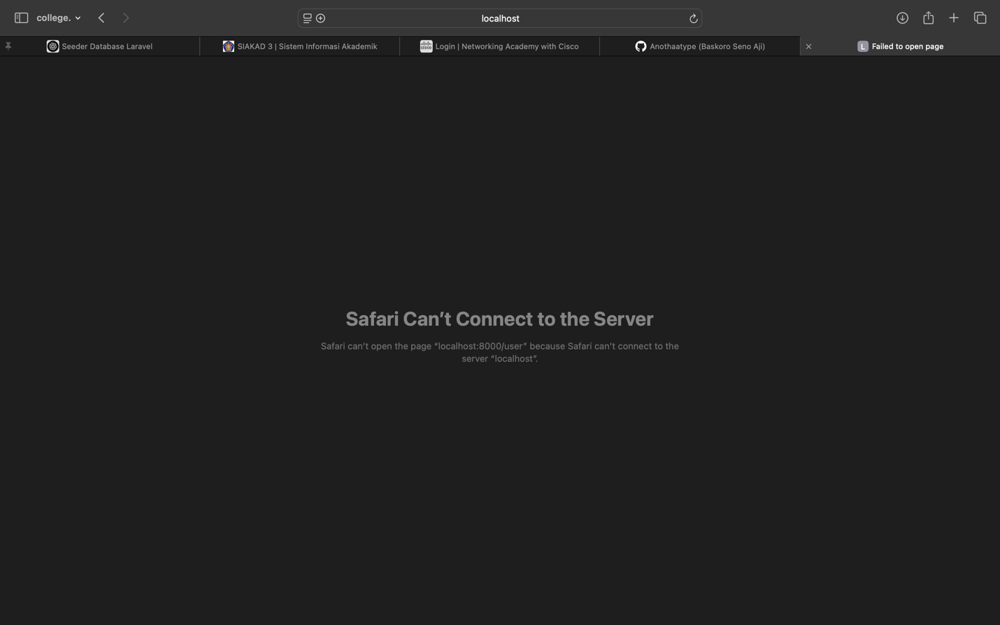 college.
localhost
Seeder Database Laravel
SIAKAD 3 | Sistem Informasi Akademik
CISCO Login | Networking Academy with Cisco
Anothaatype (Baskoro Seno Aji)
L Failed to open page
Safari Can’t Connect to the Server
Safari can’t open the page “localhost:8000/user” because Safari can’t connect to the
server “localhost”.